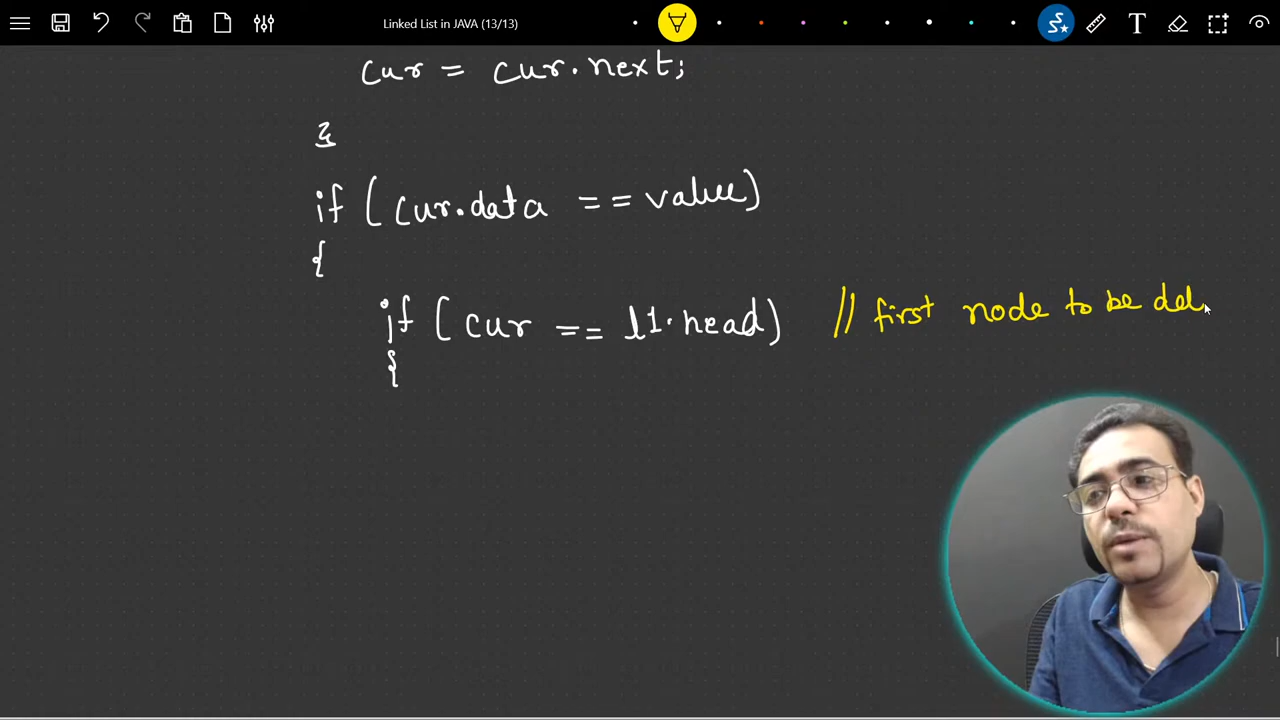 Linked List in JAVA (13/13)
cur = cur.next;
}
if (cur.data == value)
{
if (cur == l1.head) // first node to be del
{